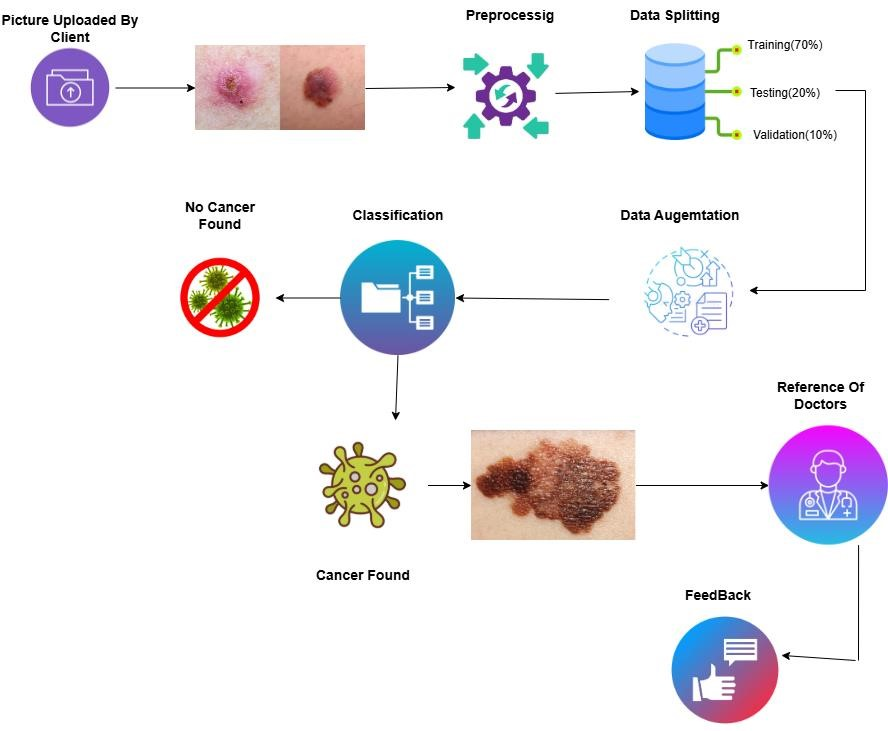 Picture Uploaded By
Client
Preprocessig
Data Splitting
Training(70%)
Testing(20%)
Validation(10%)
No Cancer
Found
Classification
Data Augemtation
Reference Of
Doctors
Cancer Found
FeedBack